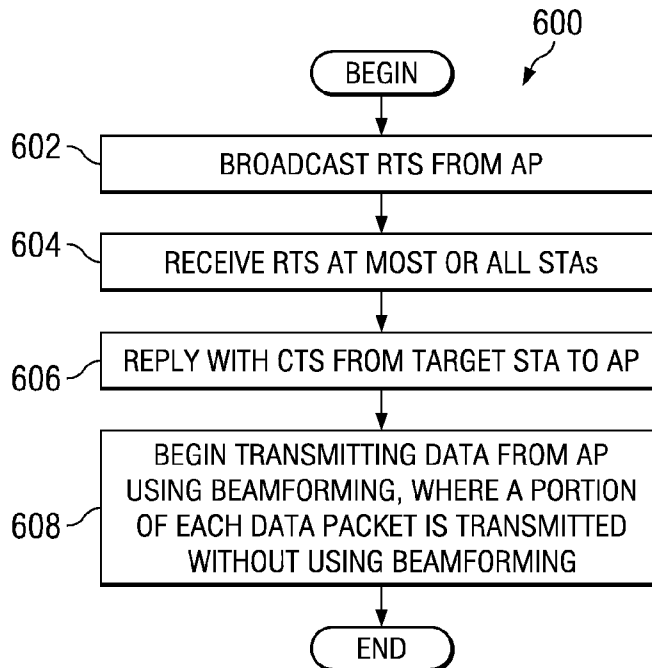 600
BEGIN
602
BROADCAST RTS FROM AP
604
RECEIVE RTS AT MOST OR ALL STAs
606
REPLY WITH CTS FROM TARGET STA TO AP
608
BEGIN TRANSMITTING DATA FROM AP
USING BEAMFORMING, WHERE A PORTION
OF EACH DATA PACKET IS TRANSMITTED
WITHOUT USING BEAMFORMING
END